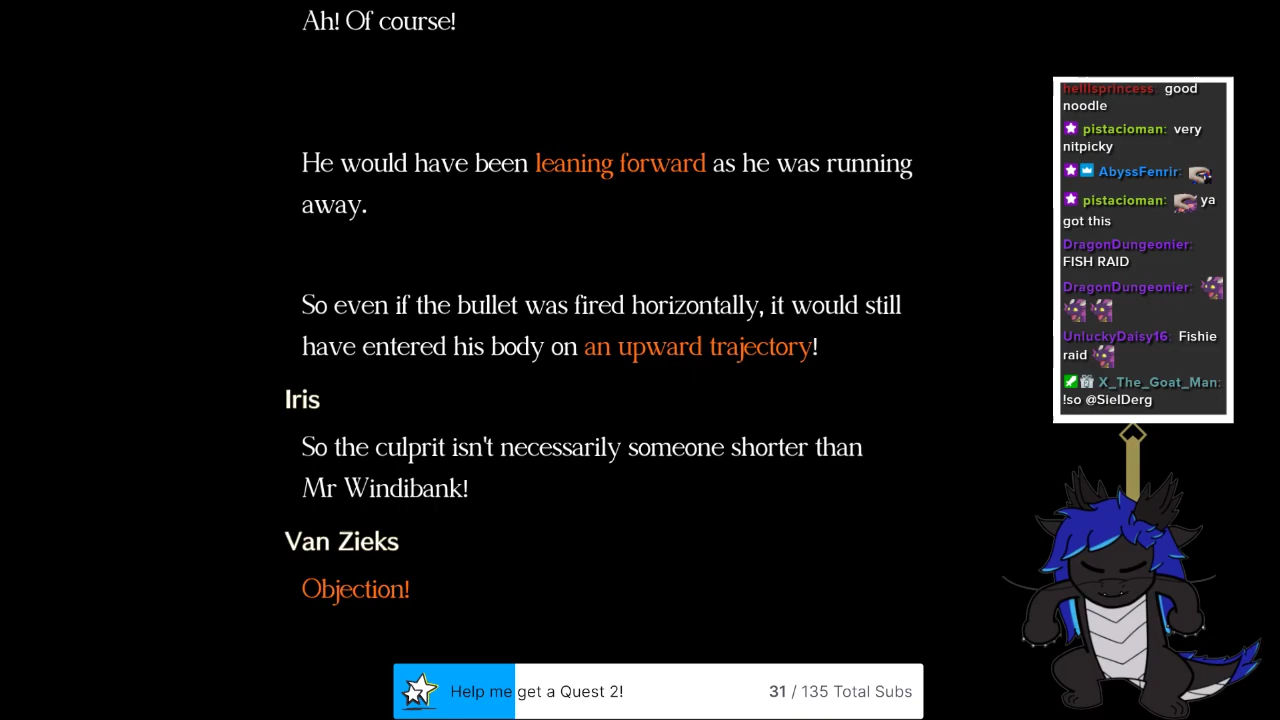 Ah! Of course!
He would have been leaning forward as he was running
away.
So even if the bullet was fired horizontally, it would still
have entered his body on an upward trajectory!
Iris
So the culprit isn't necessarily someone shorter than
Mr Windibank!
Van Zieks
Objection!
Help me get a Quest 2!
31 / 135 Total Subs
helllsprincess: good
noodle
pistacioman: very
nitpicky
AbyssFenrir:
pistacioman: ya
got this
DragonDungeonier:
FISH RAID
DragonDungeonier:
UnluckyDaisy16: Fishie
raid
X_The_Goat_Man:
!so @SielDerg